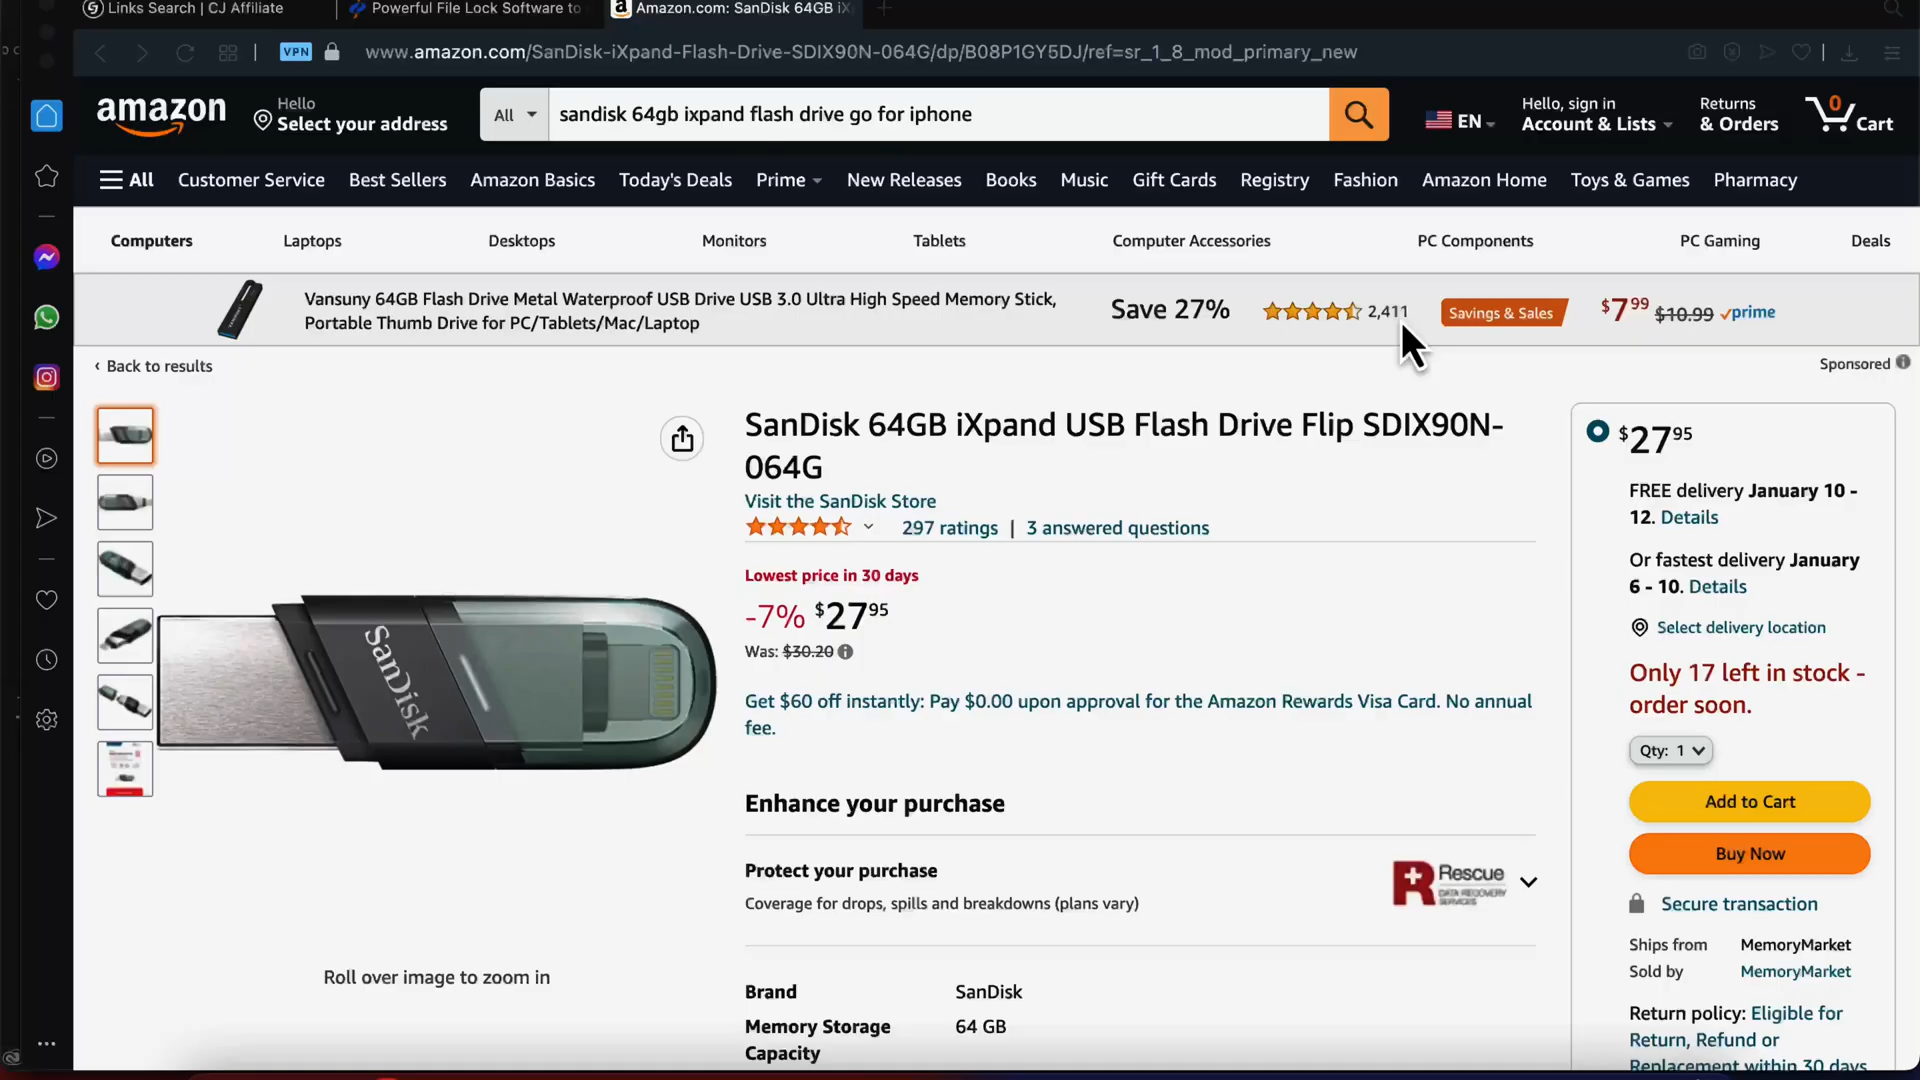 Links Search | CJ Affiliate
Powerful File Lock Software to
Amazon.com: SanDisk 64GB iX
VPN
www.amazon.com/SanDisk-iXpand-Flash-Drive-SDIX90N-064G/dp/B08P1GY5DJ/ref=sr_1_8_mod_primary_new
amazon
Hello
Select your address
All
sandisk 64gb ixpand flash drive go for iphone
EN
Hello, sign in
Account & Lists
Returns
& Orders
0
Cart
All
Customer Service
Best Sellers
Amazon Basics
Today's Deals
Prime
New Releases
Books
Music
Gift Cards
Registry
Fashion
Amazon Home
Toys & Games
Pharmacy
Computers
Laptops
Desktops
Monitors
Tablets
Computer Accessories
PC Components
PC Gaming
Deals
Vansuny 64GB Flash Drive Metal Waterproof USB Drive USB 3.0 Ultra High Speed Memory Stick,
Portable Thumb Drive for PC/Tablets/Mac/Laptop
Save 27%
2,411
Savings & Sales
$7.99 $10.99 prime
‹ Back to results
Sponsored
SanDisk 64GB iXpand USB Flash Drive Flip SDIX90N-
064G
Visit the SanDisk Store
297 ratings | 3 answered questions
Lowest price in 30 days
-7% $27.95
Was: $30.20
Get $60 off instantly: Pay $0.00 upon approval for the Amazon Rewards Visa Card. No annual
fee.
Enhance your purchase
Protect your purchase
Coverage for drops, spills and breakdowns (plans vary)
Rescue
DATA RECOVERY
SERVICES
Brand SanDisk
Memory Storage 64 GB
Capacity
SanDisk
Roll over image to zoom in
$27.95
FREE delivery January 10 -
12. Details
Or fastest delivery January
6 - 10. Details
Select delivery location
Only 17 left in stock -
order soon.
Qty: 1
Add to Cart
Buy Now
Secure transaction
Ships from MemoryMarket
Sold by MemoryMarket
Return policy: Eligible for
Return, Refund or
Replacement within 30 days